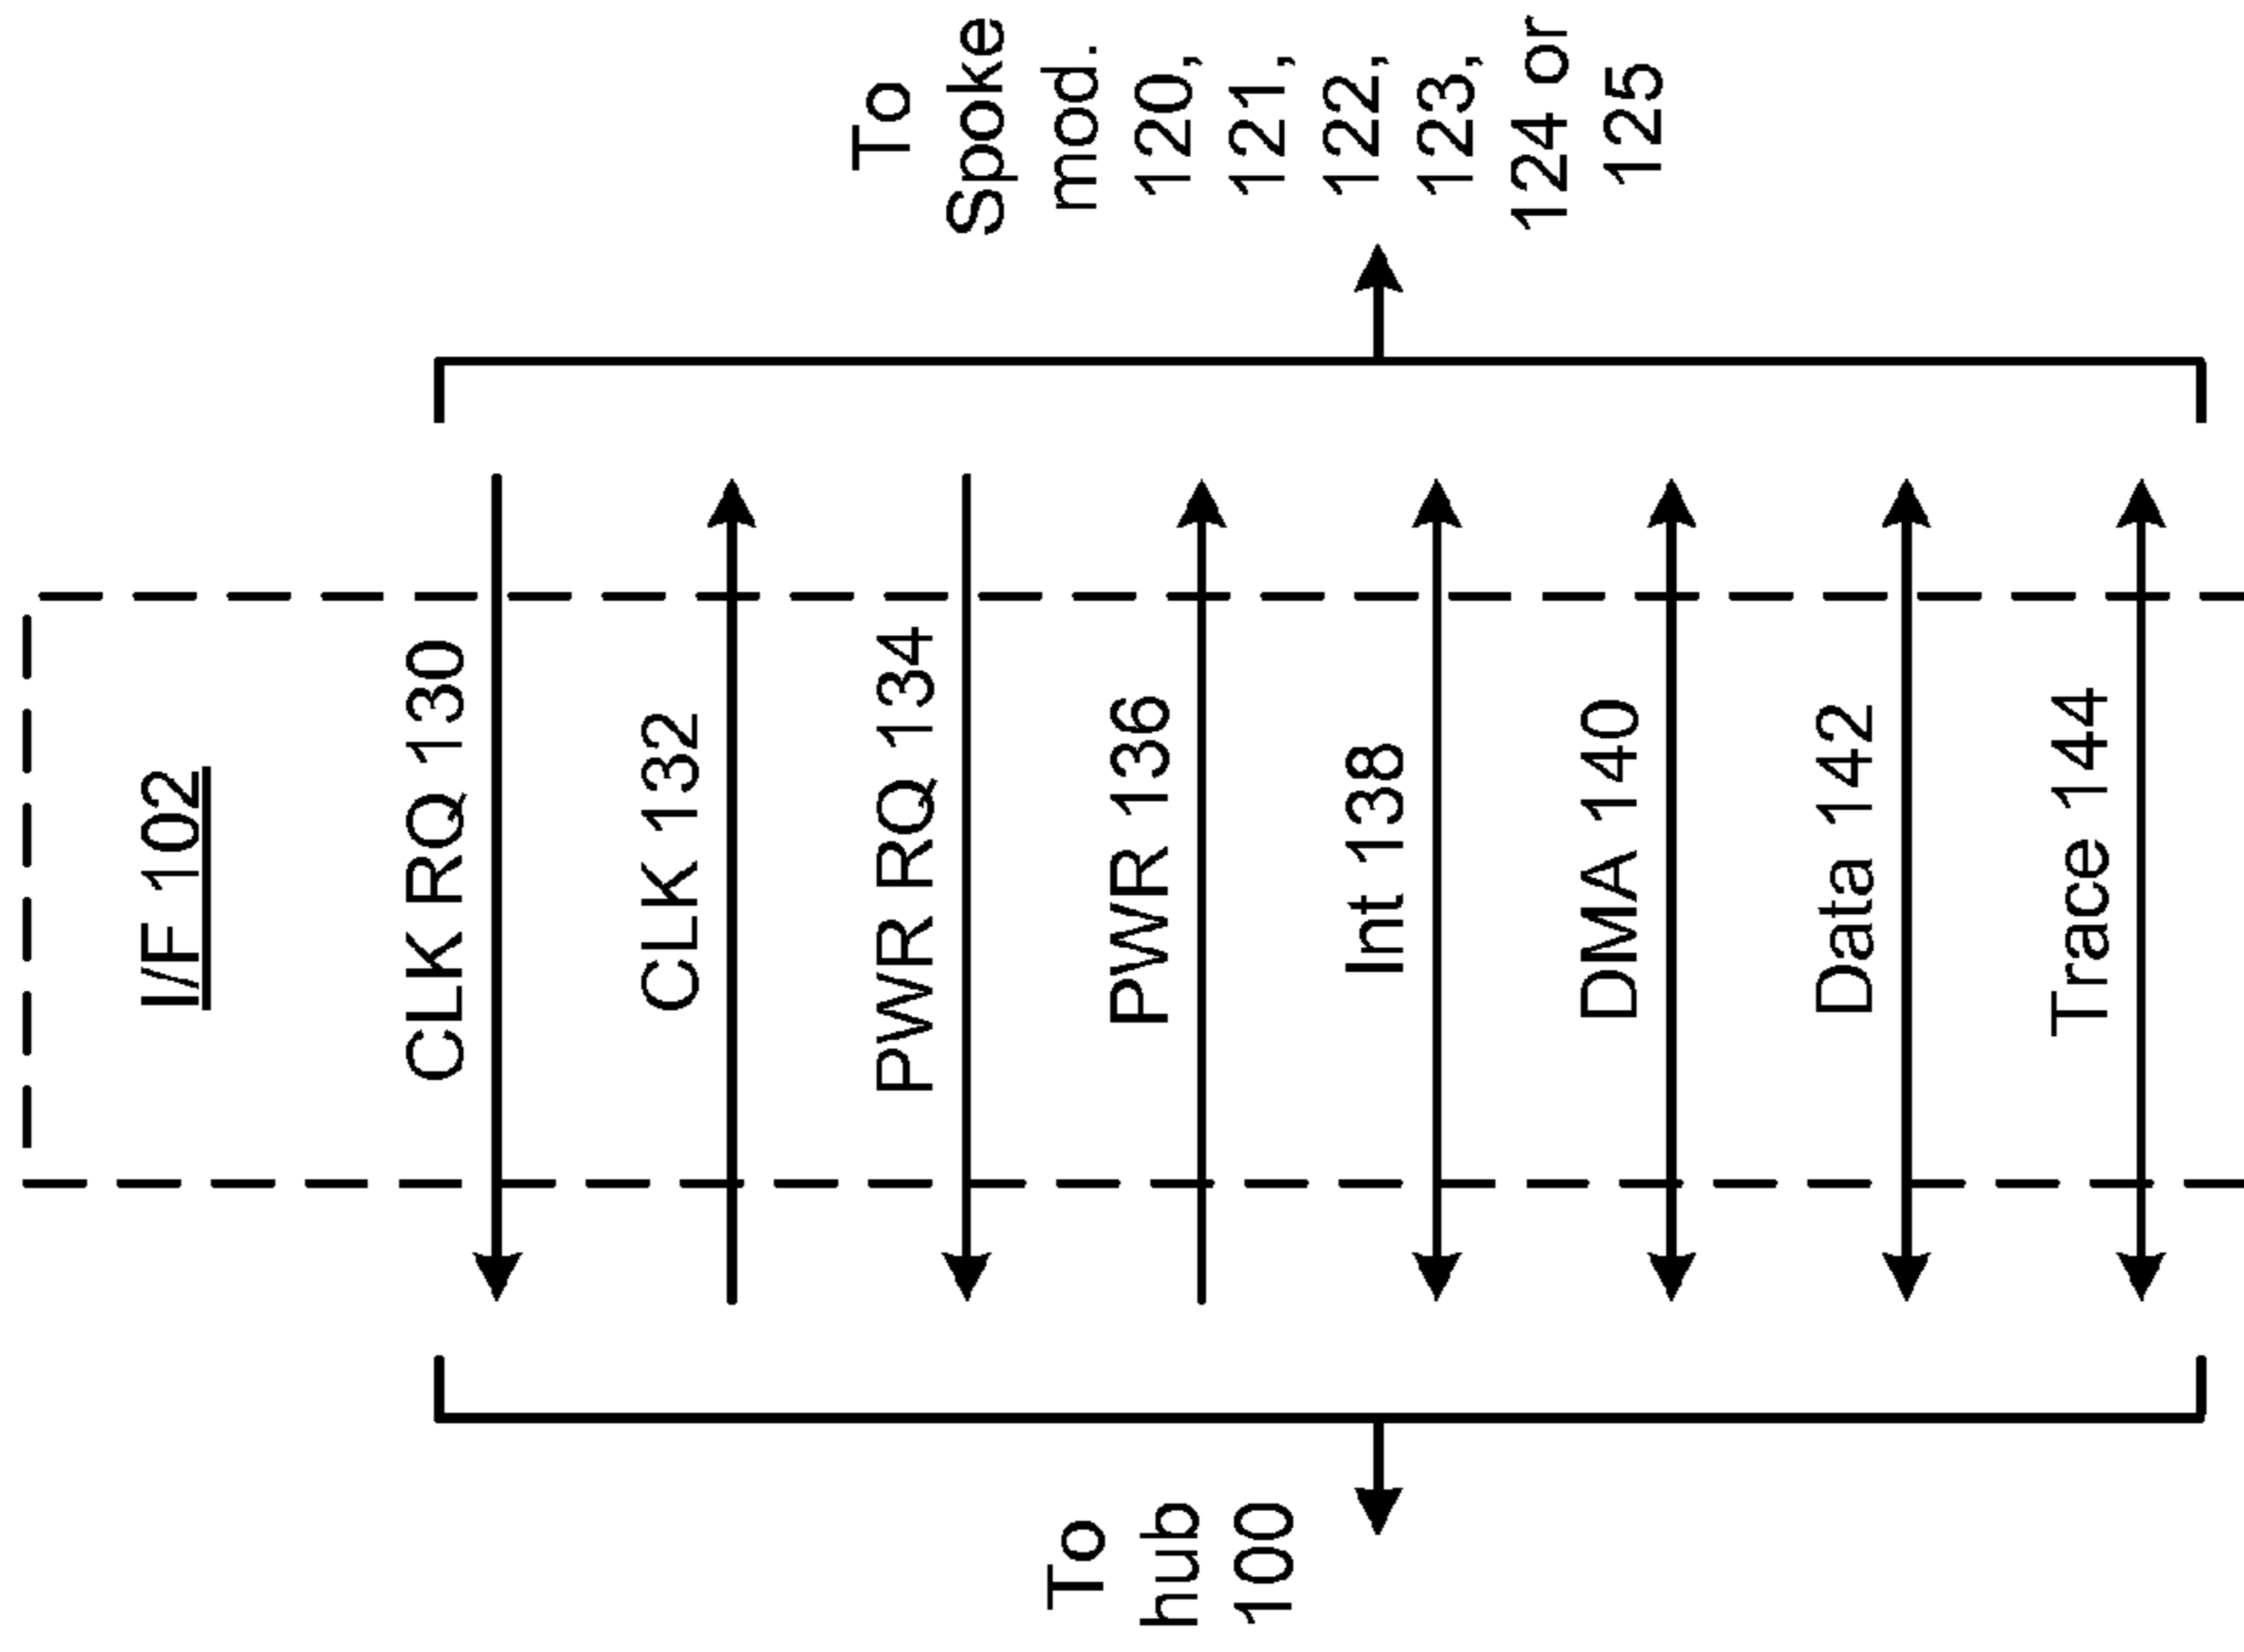 I/F 102
CLK RQ 130
CLK 132
PWR RQ 134
PWR 136
Int 138
DMA 140
Data 142
Trace 144
To
hub
100
To
Spoke
mod.
120,
121,
122,
123,
124 or
125